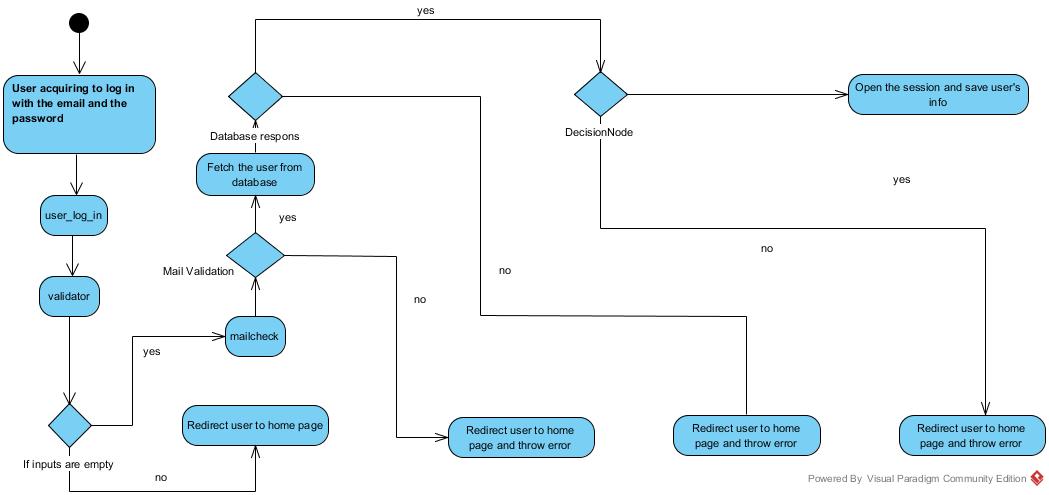 yes
User acquiring to log in
with the email and the
password
Open the session and save user's
info
Database respons
DecisionNode
Fetch the user from
database
yes
user_log_in
yes
Mail Validation
no
no
no
validator
mailcheck
yes
Redirect user to home page
Redirect user to home
page and throw error
Redirect user to home
page and throw error
Redirect user to home
page and throw error
If inputs are empty
no
Powered By Visual Paradigm Community Edition